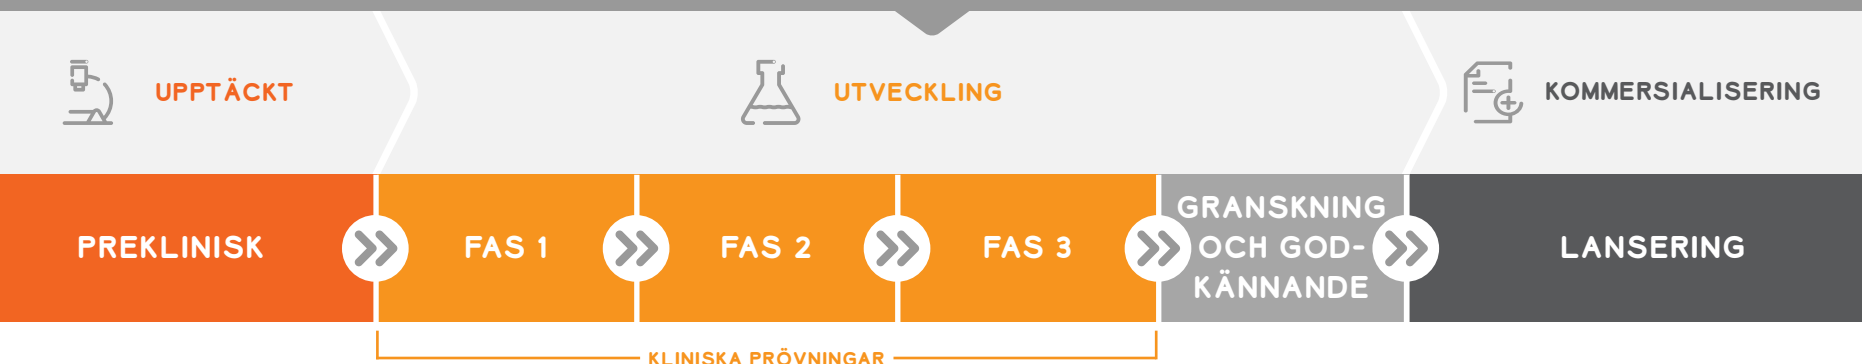 UPPTÄCKT
UTVECKLING
KOMMERSIALISERING
PREKLINISK
FAS 1
FAS 2
FAS 3
GRANSKNING
OCH GOD-
KÄNNANDE
LANSERING
KLINISKA PRÖVNINGAR